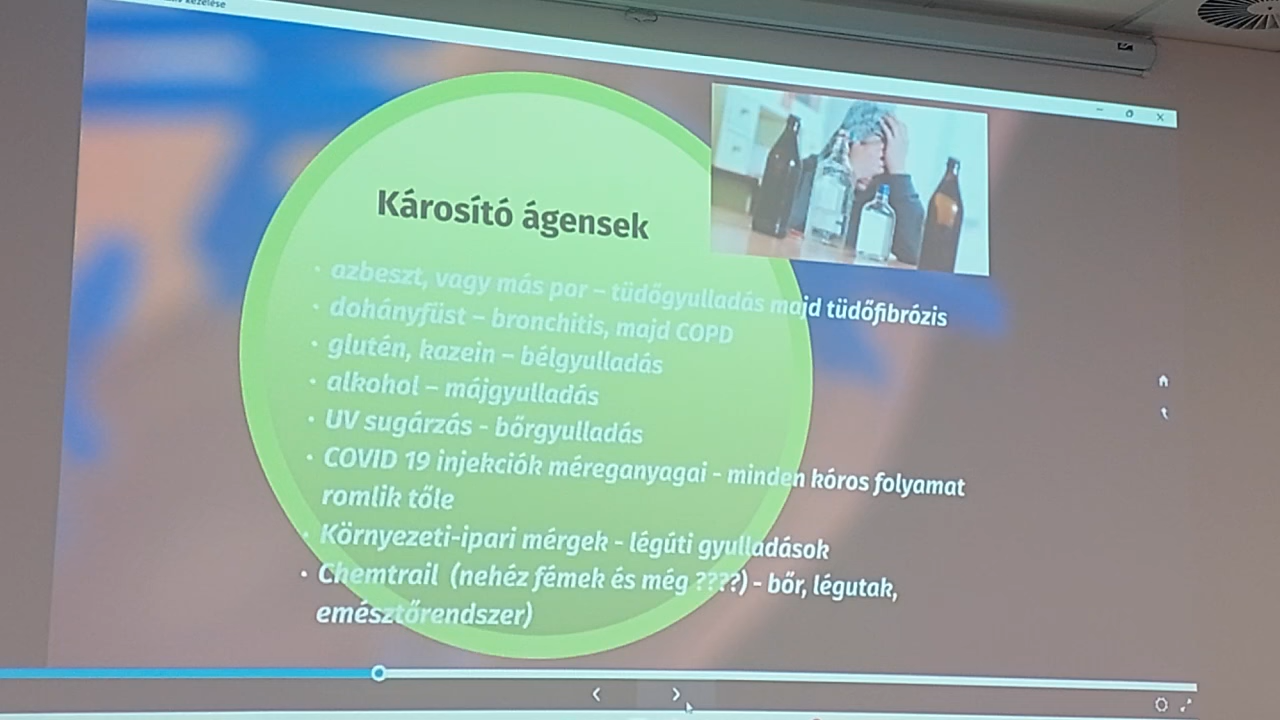 kezelése
Károsító ágensek
• azbeszt, vagy más por – tüdőgyulladás majd tüdőfibrózis
• dohányfüst – bronchitis, majd COPD
• glutén, kazein – bélgyulladás
• alkohol – májgyulladás
• UV sugárzás - bőrgyulladás
• COVID 19 injekciók méreganyagai - minden kóros folyamat
romlik tőle
• Környezeti-ipari mérgek - légúti gyulladások
• Chemtrail (nehéz fémek és még ????) - bőr, légutak,
emésztőrendszer)